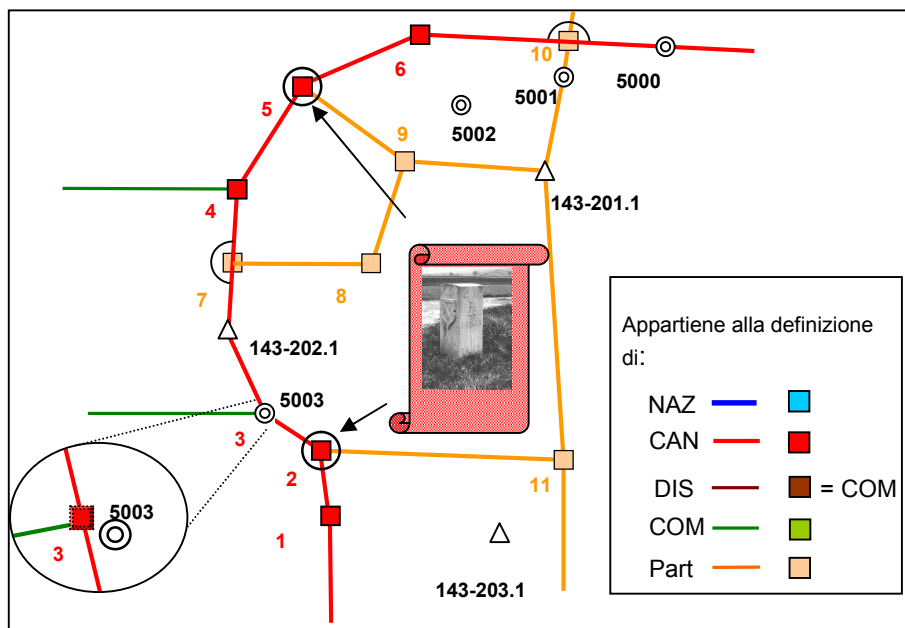 10
6
5000
5
5001
5002
9
4
143-201.1
7
8
143-202.1
5003
3
2
11
1
5003
3
143-203.1
Appartiene alla definizione
di:
NAZ
CAN
DIS = COM
COM
Part